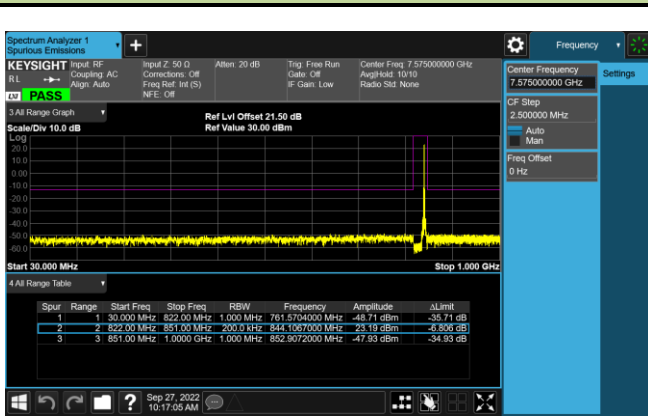 Spectrum Analyzer 1
Spurious Emissions
+
Frequency
KEYSIGHT
Input: RF
Input Z: 50 Ω
Atten: 20 dB
Trig: Free Run
Center Freq: 7.575000000 GHz
RL
Coupling: AC
Corrections: Off
Gate: Off
Avg|Hold: 10/10
Align: Auto
Freq Ref: Int (S)
IF Gain: Low
Radio Std: None
NFE: Off
LXI
PASS
Center Frequency
7.575000000 GHz
Settings
CF Step
2.500000 MHz
Auto
Man
Freq Offset
0 Hz
3 All Range Graph
Ref Lvl Offset 21.50 dB
Scale/Div 10.0 dB
Ref Value 30.00 dBm
Log
20.0
10.0
0.00
-10.0
-20.0
-30.0
-40.0
-50.0
-60.0
Start 30.000 MHz
Stop 1.000 GHz
4 All Range Table
Spur Range Start Freq Stop Freq RBW Frequency Amplitude ΔLimit
1 1 30.000 MHz 822.00 MHz 1.000 MHz 761.5704000 MHz -48.71 dBm -35.71 dB
2 2 822.00 MHz 851.00 MHz 200.0 kHz 844.1067000 MHz 23.19 dBm -6.806 dB
3 3 851.00 MHz 1.0000 GHz 1.000 MHz 852.9072000 MHz -47.93 dBm -34.93 dB
?
Sep 27, 2022
10:17:05 AM